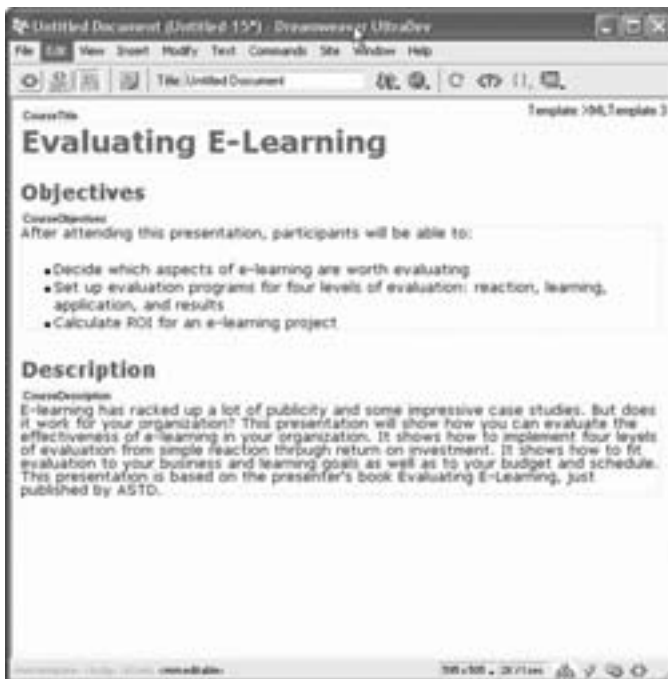 Untitled Document (Untitled-15*) - Dreamweaver UltraDev
File Edit View Insert Modify Text Commands Site Window Help
Title: Untitled Document
Template: XMLTemplate 3
CourseTitle
Evaluating E-Learning
Objectives
CourseObjectives
After attending this presentation, participants will be able to:
• Decide which aspects of e-learning are worth evaluating
• Set up evaluation programs for four levels of evaluation: reaction, learning,
application, and results
• Calculate ROI for an e-learning project
Description
CourseDescription
E-learning has racked up a lot of publicity and some impressive case studies. But does
it work for your organization? This presentation will show how you can evaluate the
effectiveness of e-learning in your organization. It shows how to implement four levels
of evaluation from simple reaction through return on investment. It shows how to fit
evaluation to your business and learning goals as well as to your budget and schedule.
This presentation is based on the presenter's book Evaluating E-Learning, just
published by ASTD.